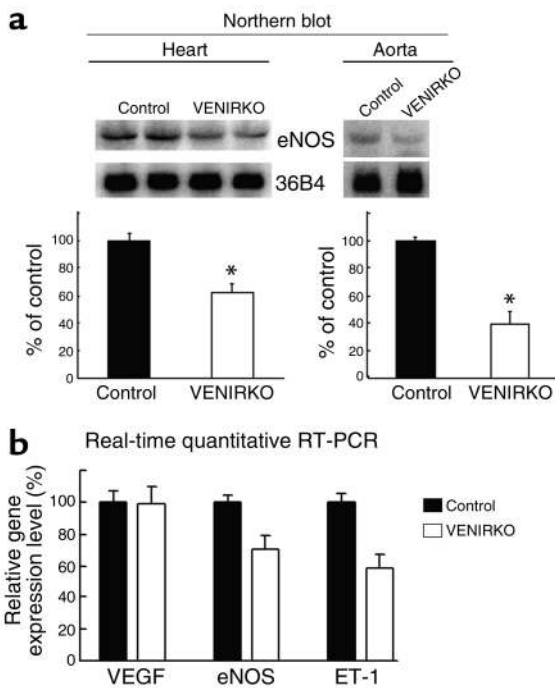 a
Northern blot
Heart
Aorta
Control VENIRKO
Control VENIRKO
eNOS
36B4
% of control
100
80
60
40
20
0
*
Control VENIRKO
% of control
100
80
60
40
20
0
*
Control VENIRKO
b
Real-time quantitative RT-PCR
Relative gene
expression level (%)
100
80
60
40
20
0
Control
VENIRKO
VEGF eNOS ET-1